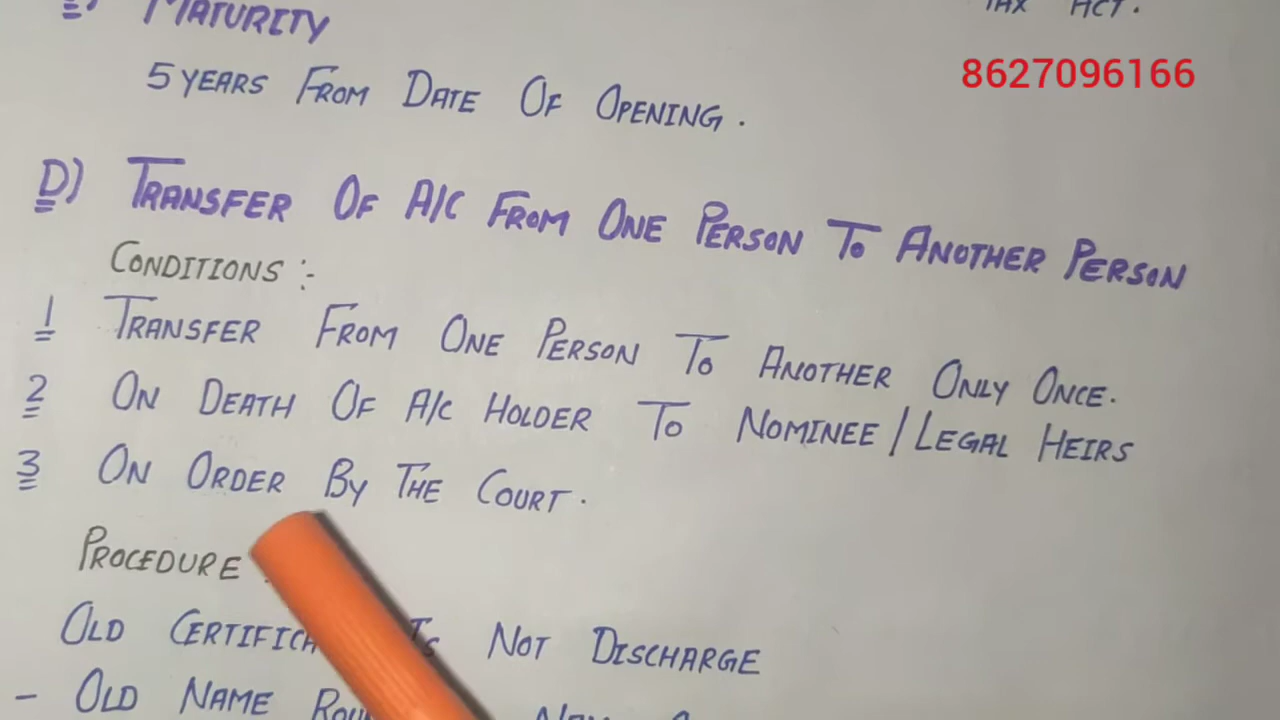 MATURITY
TAX ACT.
8627096166
5 YEARS FROM DATE OF OPENING.
D) TRANSFER OF A/C FROM ONE PERSON TO ANOTHER PERSON
CONDITIONS :-
1 TRANSFER FROM ONE PERSON TO ANOTHER ONLY ONCE.
2 ON DEATH OF A/C HOLDER TO NOMINEE / LEGAL HEIRS
3 ON ORDER BY THE COURT.
PROCEDURE
OLD NOT DISCHARGE
- OLD NAME